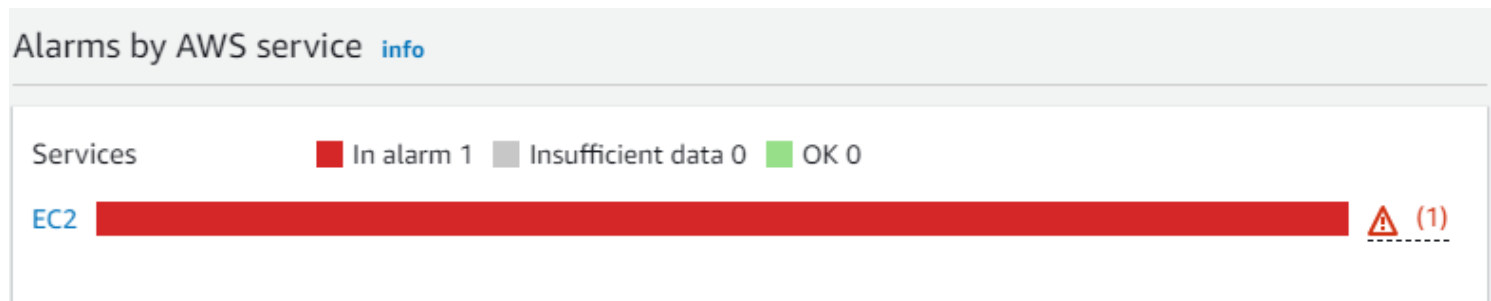 Alarms by AWS service info
Services In alarm 1 Insufficient data 0 OK 0
EC2 (1)